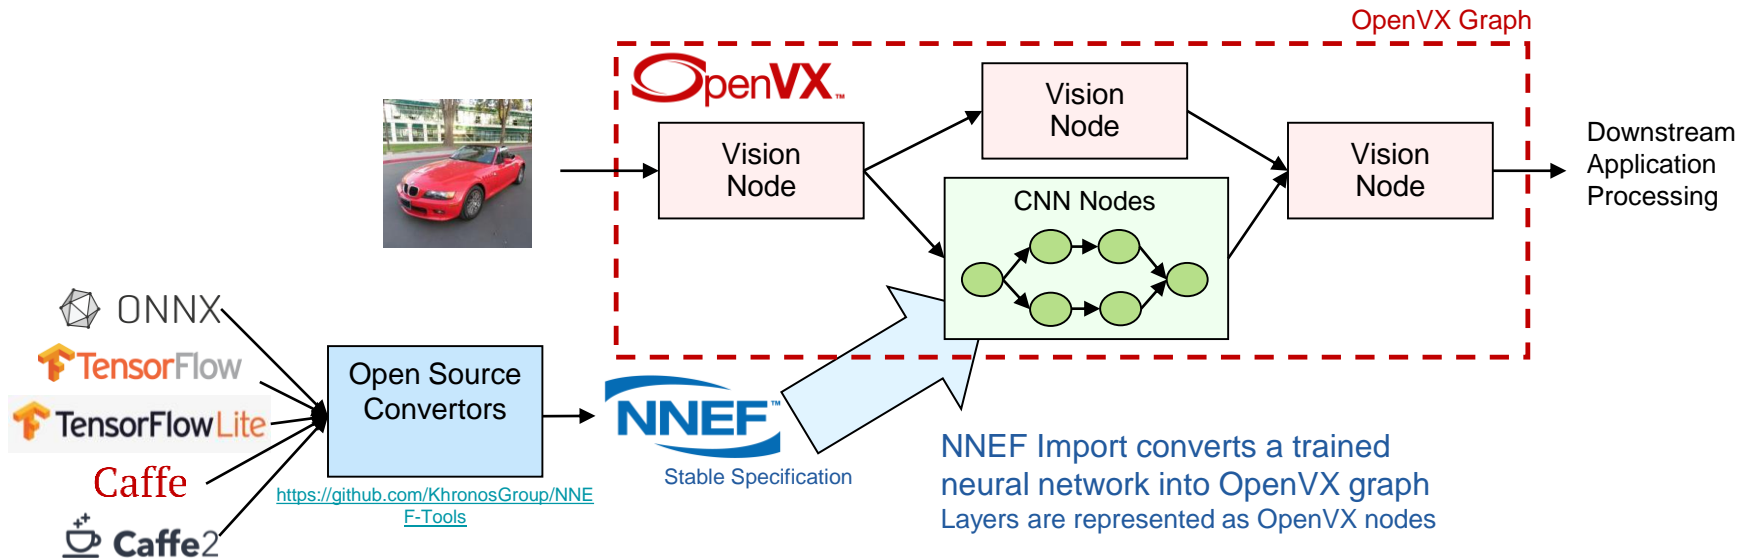 OpenVX Graph
OpenVX™
Vision
Node
Vision
Node
Vision
Node
CNN Nodes
Downstream
Application
Processing
ONNX
TensorFlow
TensorFlow Lite
Caffe
Caffe2
Open Source
Convertors
https://github.com/KhronosGroup/NNE
F-Tools
NNEF™
Stable Specification
NNEF Import converts a trained
neural network into OpenVX graph
Layers are represented as OpenVX nodes